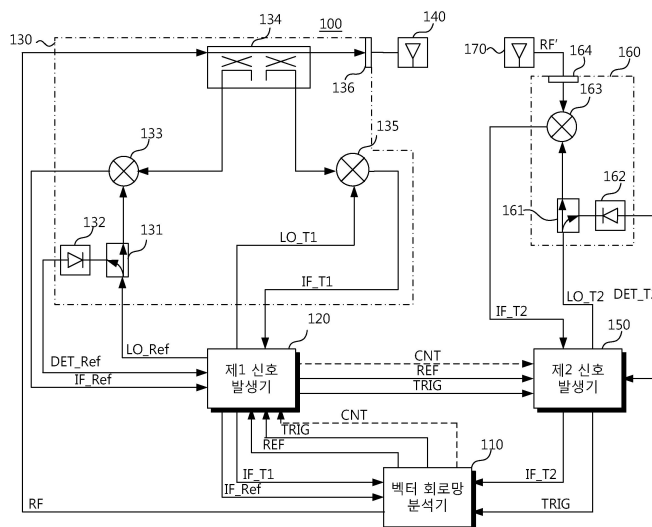 100
130
134
140
136
170
RF'
164
160
163
133
135
132
131
161
162
LO_T1
IF_T1
LO_T2
DET_T
IF_T2
LO_Ref
120
150
DET_Ref
IF_Ref
제1 신호
발생기
CNT
REF
TRIG
제2 신호
발생기
CNT
TRIG
REF
110
IF_T1
IF_Ref
벡터 회로망
분석기
IF_T2
TRIG
RF